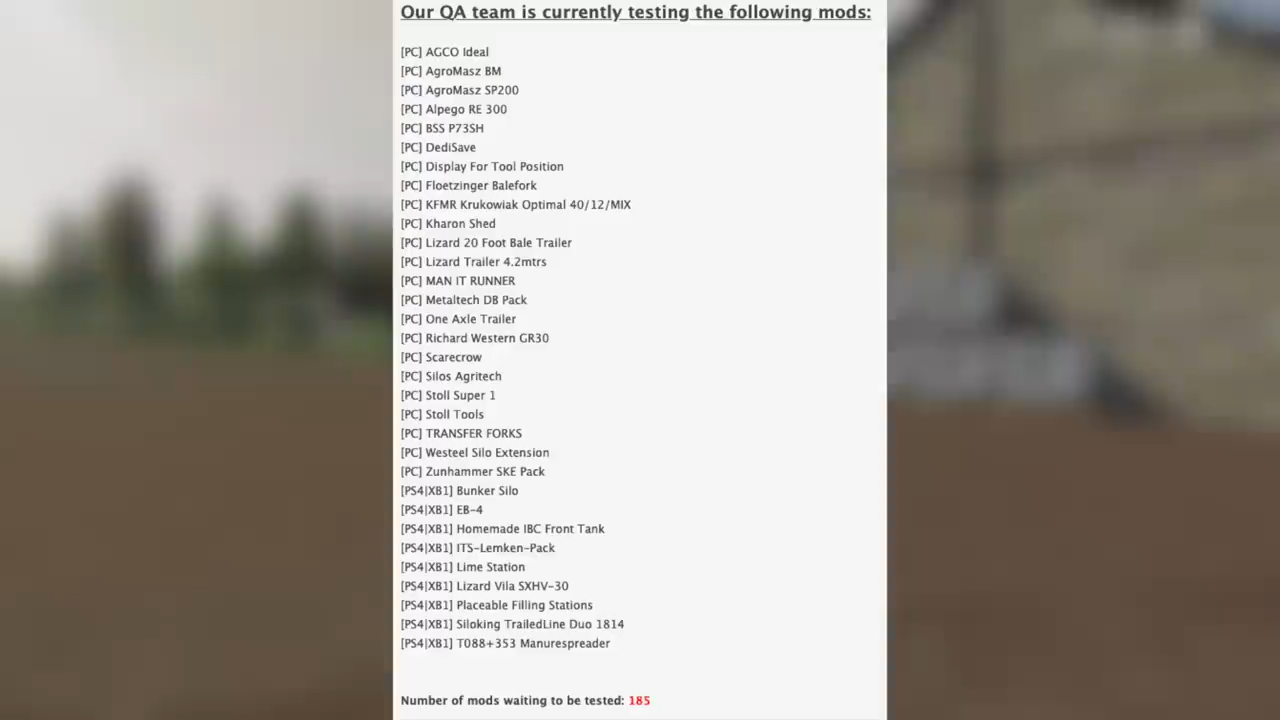 Our QA team is currently testing the following mods:
[PC] AGCO Ideal
[PC] AgroMasz BM
[PC] AgroMasz SP200
[PC] Alpego RE 300
[PC] BSS P73SH
[PC] DediSave
[PC] Display For Tool Position
[PC] Floetzinger Balefork
[PC] KFMR Krukowiak Optimal 40/12/MIX
[PC] Kharon Shed
[PC] Lizard 20 Foot Bale Trailer
[PC] Lizard Trailer 4.2mtrs
[PC] MAN IT RUNNER
[PC] Metaltech DB Pack
[PC] One Axle Trailer
[PC] Richard Western GR30
[PC] Scarecrow
[PC] Silos Agritech
[PC] Stoll Super 1
[PC] Stoll Tools
[PC] TRANSFER FORKS
[PC] Westeel Silo Extension
[PC] Zunhammer SKE Pack
[PS4|XB1] Bunker Silo
[PS4|XB1] EB-4
[PS4|XB1] Homemade IBC Front Tank
[PS4|XB1] ITS-Lemken-Pack
[PS4|XB1] Lime Station
[PS4|XB1] Lizard Vila SXHV-30
[PS4|XB1] Placeable Filling Stations
[PS4|XB1] Siloking TrailedLine Duo 1814
[PS4|XB1] T088+353 Manurespreader
Number of mods waiting to be tested: 185